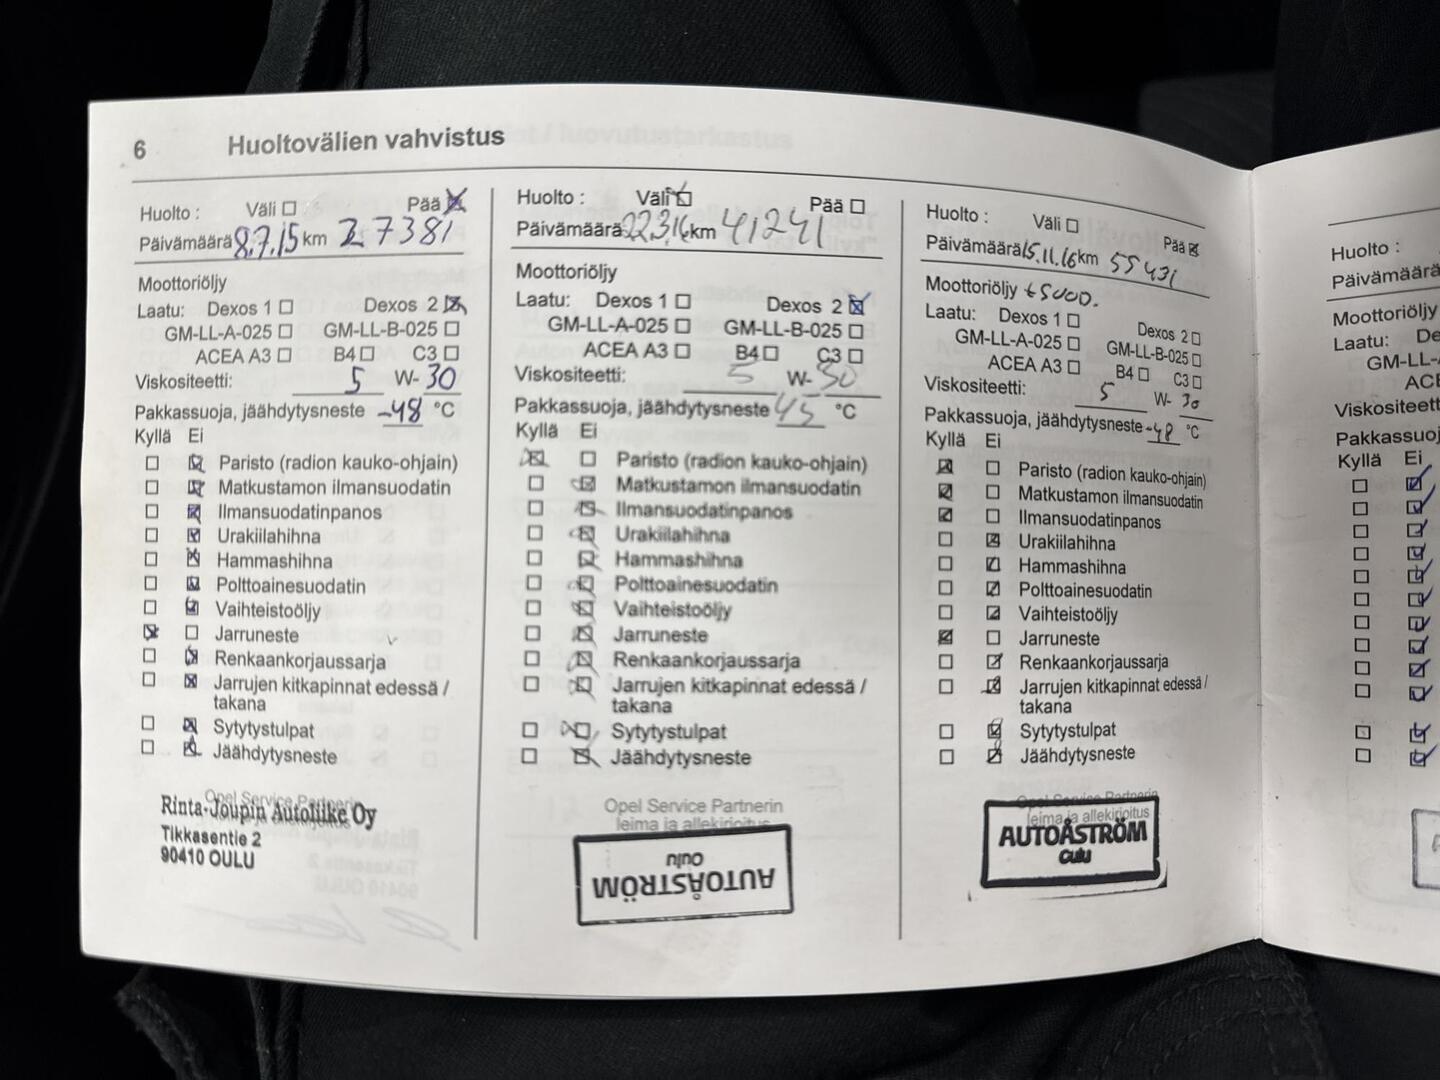 6 Huoltovälien vahvistus
Huolto : Väli Pää
Päivämäärä 8.7.15 km 27381
Moottoriöljy
Laatu: Dexos 1 Dexos 2
GM-LL-A-025 GM-LL-B-025
ACEA A3 B4 C3
Viskositeetti: 5 W- 30
Pakkassuoja, jäähdytysneste -48 °C
Kyllä Ei
Paristo (radion kauko-ohjain)
Matkustamon ilmansuodatin
Ilmansuodatinpanos
Urakiilahihna
Hammashihna
Polttoainesuodatin
Vaihteistoöljy
Jarruneste
Renkaankorjaussarja
Jarrujen kitkapinnat edessä /
takana
Sytytystulpat
Jäähdytysneste
Opel Service Partnerin
Rinta-Joupin Autoliike Oy
Tikkasentie 2
90410 OULU
Huolto : Väli Pää
Päivämäärä 22.3.16 km 41241
Moottoriöljy
Laatu: Dexos 1 Dexos 2
GM-LL-A-025 GM-LL-B-025
ACEA A3 B4 C3
Viskositeetti: 5 W- 30
Pakkassuoja, jäähdytysneste 45 °C
Kyllä Ei
Paristo (radion kauko-ohjain)
Matkustamon ilmansuodatin
Ilmansuodatinpanos
Urakiilahihna
Hammashihna
Polttoainesuodatin
Vaihteistoöljy
Jarruneste
Renkaankorjaussarja
Jarrujen kitkapinnat edessä /
takana
Sytytystulpat
Jäähdytysneste
Opel Service Partnerin
leima ja allekirjoitus
AUTOÅSTRÖM
Oulu
Huolto : Väli Pää
Päivämäärä 15.11.16 km 55431
Moottoriöljy
Laatu: Dexos 1 Dexos 2
GM-LL-A-025 GM-LL-B-025
ACEA A3 B4 C3
Viskositeetti: 5 W- 30
Pakkassuoja, jäähdytysneste -48 °C
Kyllä Ei
Paristo (radion kauko-ohjain)
Matkustamon ilmansuodatin
Ilmansuodatinpanos
Urakiilahihna
Hammashihna
Polttoainesuodatin
Vaihteistoöljy
Jarruneste
Renkaankorjaussarja
Jarrujen kitkapinnat edessä /
takana
Sytytystulpat
Jäähdytysneste
Opel Service Partnerin
leima ja allekirjoitus
AUTOÅSTRÖM
Oulu
Huolto :
Päivämäärä
Moottoriöljy
Laatu: De
GM-LL-
ACE
Viskositeetti
Pakkassuoj
Kyllä Ei